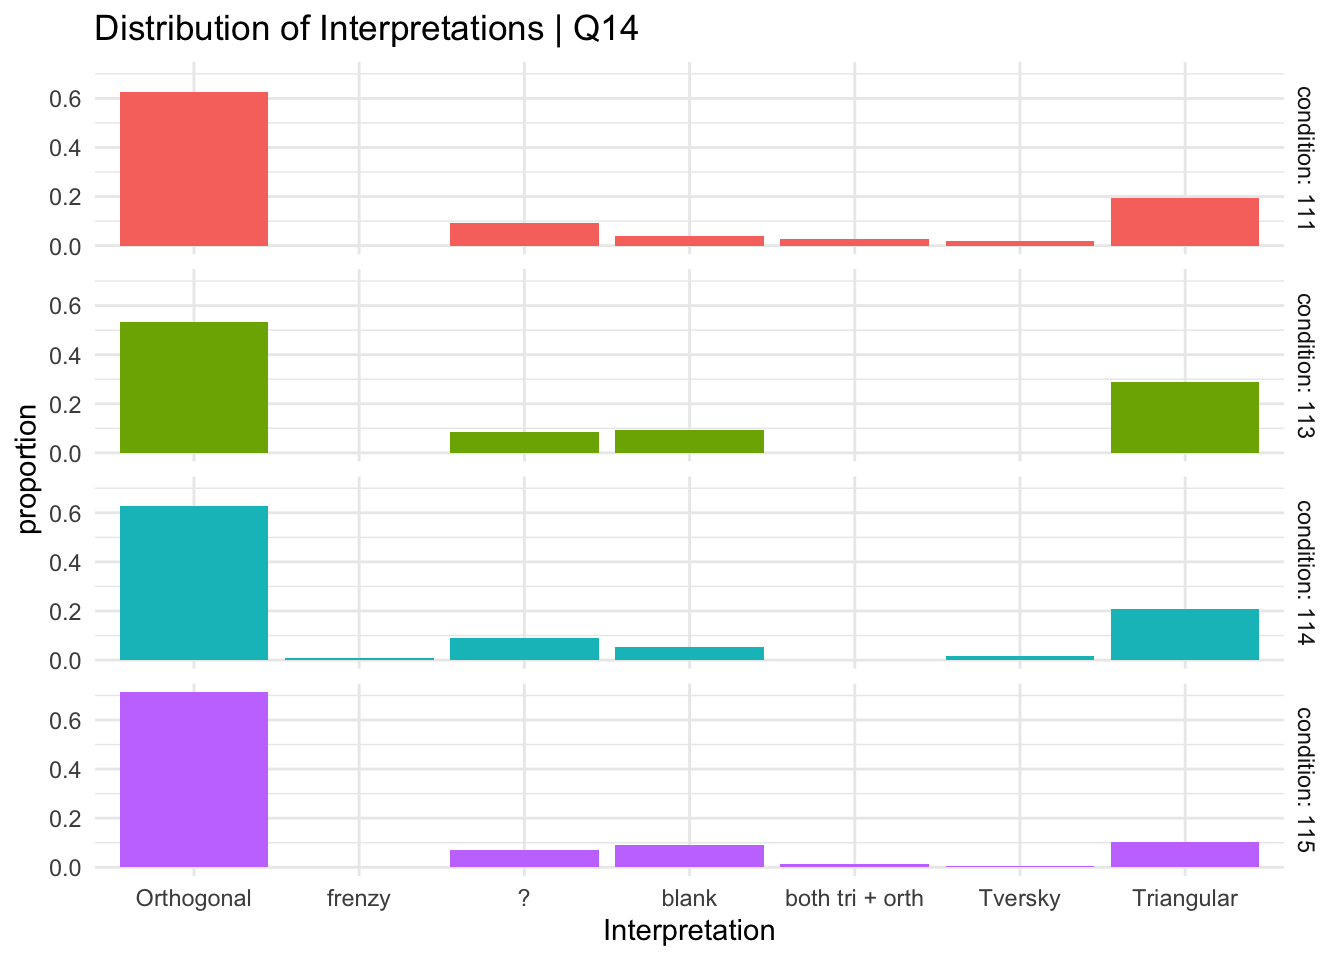 Distribution of Interpretations | Q14
proportion
0.6
0.4
0.2
0.0
condition: 111
0.6
0.4
0.2
0.0
condition: 113
0.6
0.4
0.2
0.0
condition: 114
0.6
0.4
0.2
0.0
condition: 115
Orthogonal frenzy ? blank both tri + orth Tversky Triangular
Interpretation